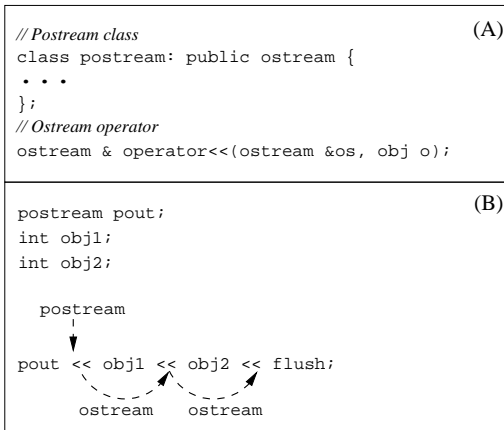 // Postream class
(A)
class postream: public ostream {
• • •
};
// Ostream operator
ostream & operator<<(ostream &os, obj o);
(B)
postream pout;
int obj1;
int obj2;
postream
pout << obj1 << obj2 << flush;
ostream ostream